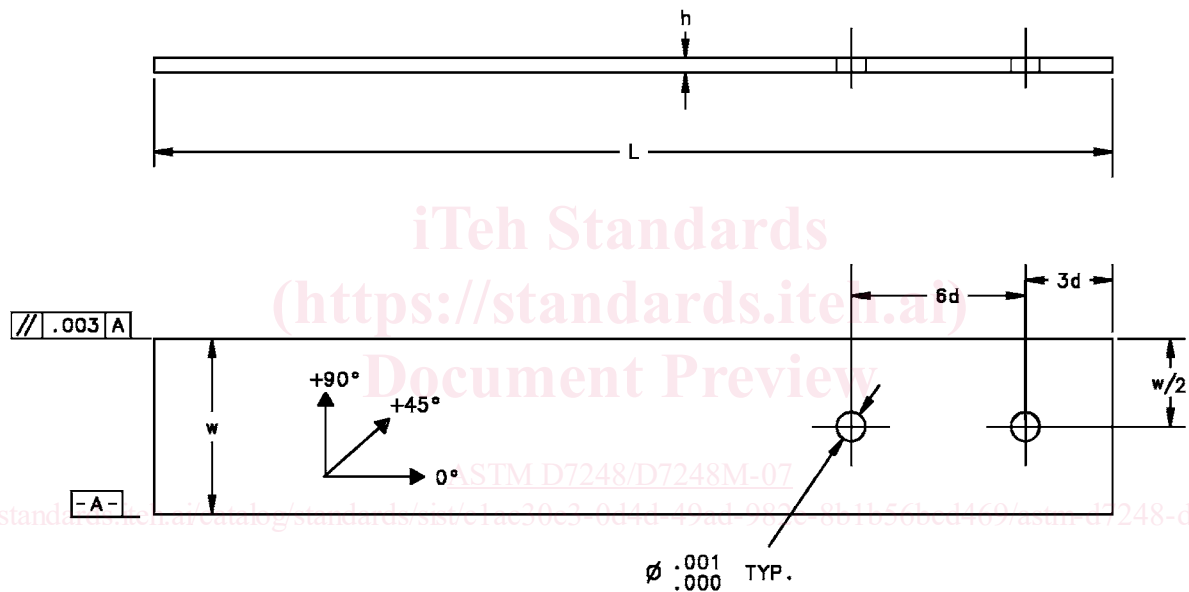 h
L
iTeh Standards
(https://standards.iteh.ai)
Document Preview
3d
6d
// .003 A
+90°
+45°
0°
w
w/2
-A-
ASTM D7248/D7248M-07
Ø .001 TYP.
.000